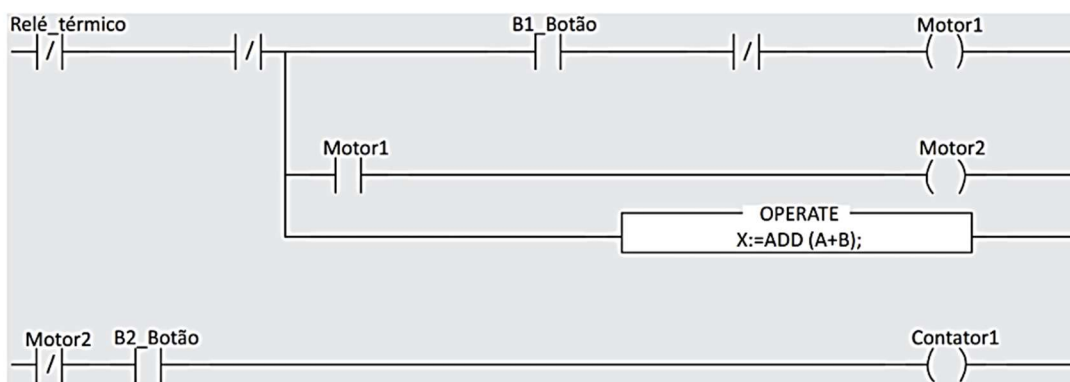 Relé_térmico
B1_Botão
Motor1
Motor1
Motor2
OPERATE
X:=ADD (A+B);
Motor2
B2_Botão
Contator1